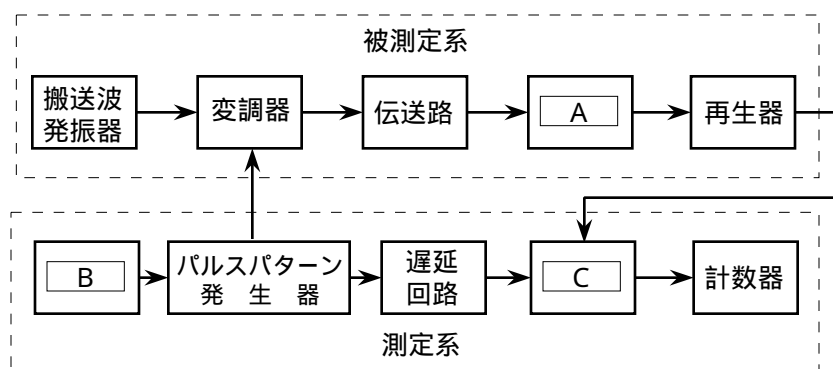 被測定系
搬送波
発振器
変調器
伝送路
A
再生器
B
パルスパターン
発 生 器
遅延
回路
C
計数器
測定系